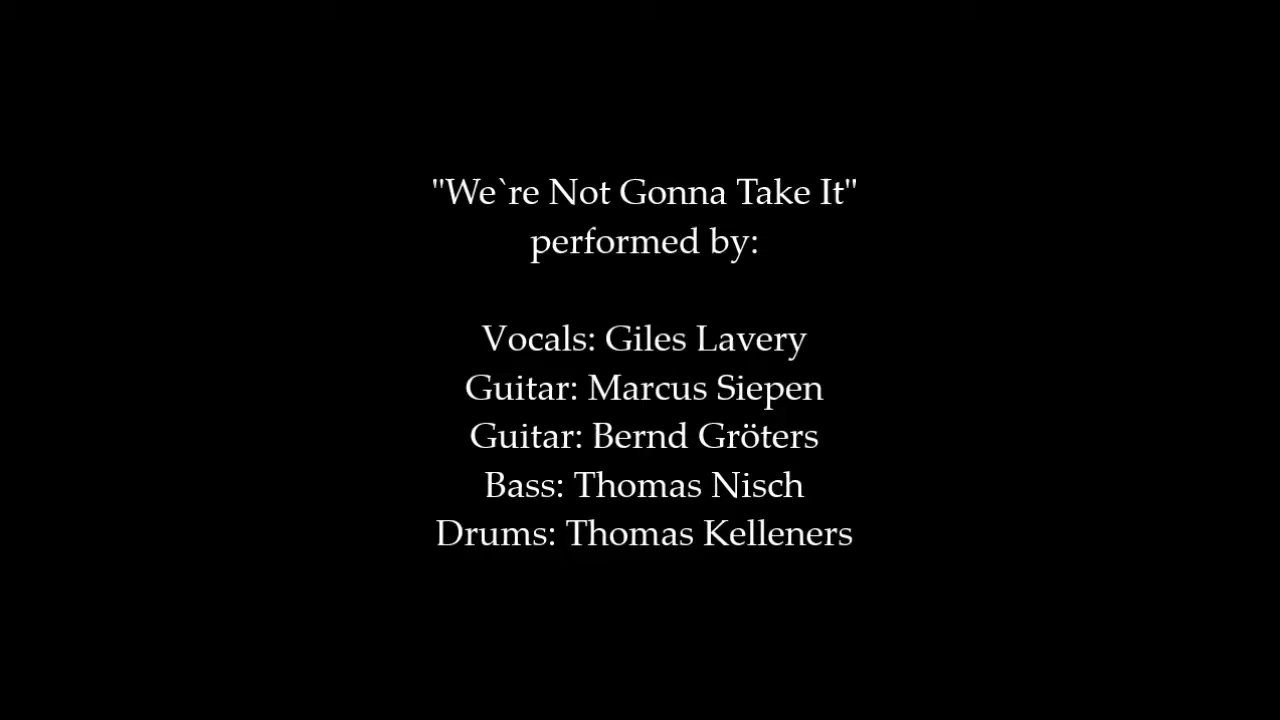 "We`re Not Gonna Take It"
performed by:
Vocals: Giles Lavery
Guitar: Marcus Siepen
Guitar: Bernd Gröters
Bass: Thomas Nisch
Drums: Thomas Kelleners